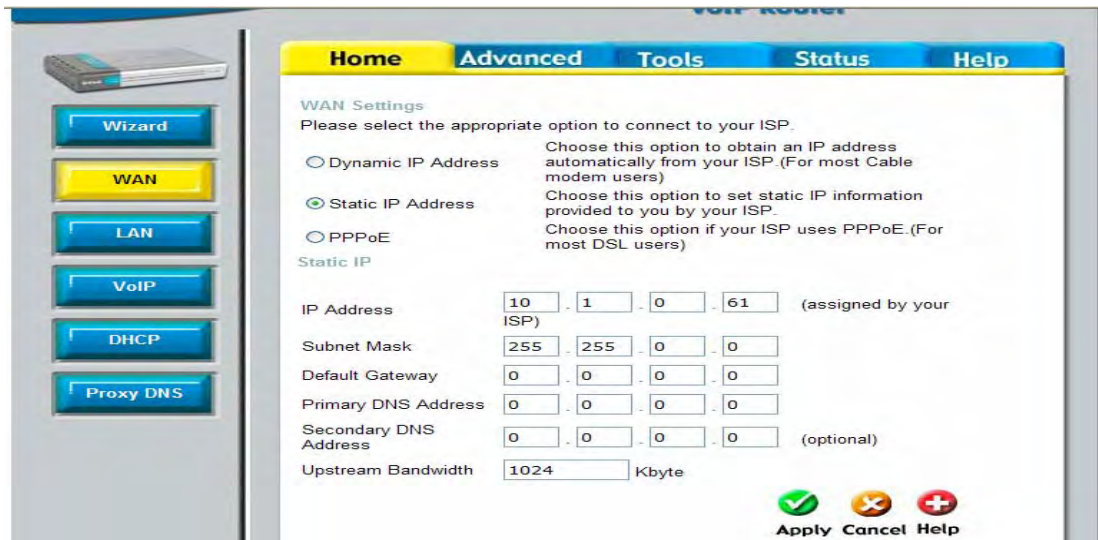 VoIP Router
Home Advanced Tools Status Help
Wizard
WAN
LAN
VoIP
DHCP
Proxy DNS
WAN Settings
Please select the appropriate option to connect to your ISP.
Dynamic IP Address Choose this option to obtain an IP address
automatically from your ISP.(For most Cable
modem users)
Static IP Address Choose this option to set static IP information
provided to you by your ISP.
PPPoE Choose this option if your ISP uses PPPoE.(For
most DSL users)
Static IP
IP Address 10 . 1 . 0 . 61 (assigned by your
ISP)
Subnet Mask 255 . 255 . 0 . 0
Default Gateway 0 . 0 . 0 . 0
Primary DNS Address 0 . 0 . 0 . 0
Secondary DNS
Address 0 . 0 . 0 . 0 (optional)
Upstream Bandwidth 1024 Kbyte
Apply Cancel Help